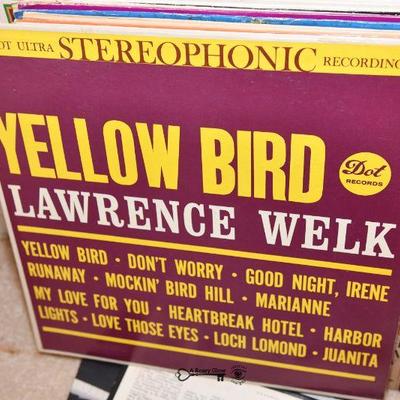 DOT ULTRA STEREOPHONIC RECORDING
YELLOW BIRD
Dot
RECORDS
LAWRENCE WELK
YELLOW BIRD • DON'T WORRY • GOOD NIGHT, IRENE
RUNAWAY • MOCKIN' BIRD HILL • MARIANNE
MY LOVE FOR YOU • HEARTBREAK HOTEL • HARBOR
LIGHTS • LOVE THOSE EYES • LOCH LOMOND • JUANITA